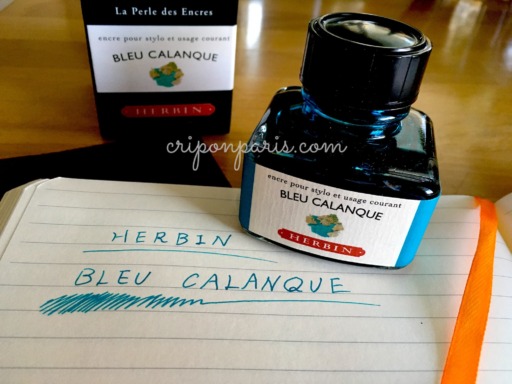 La Perle des Encres
encre pour stylo et usage courant
BLEU CALANQUE
HERBIN
criponparis.com
encre pour stylo et usage courant
BLEU CALANQUE
HERBIN
HERBIN
BLEU CALANQUE